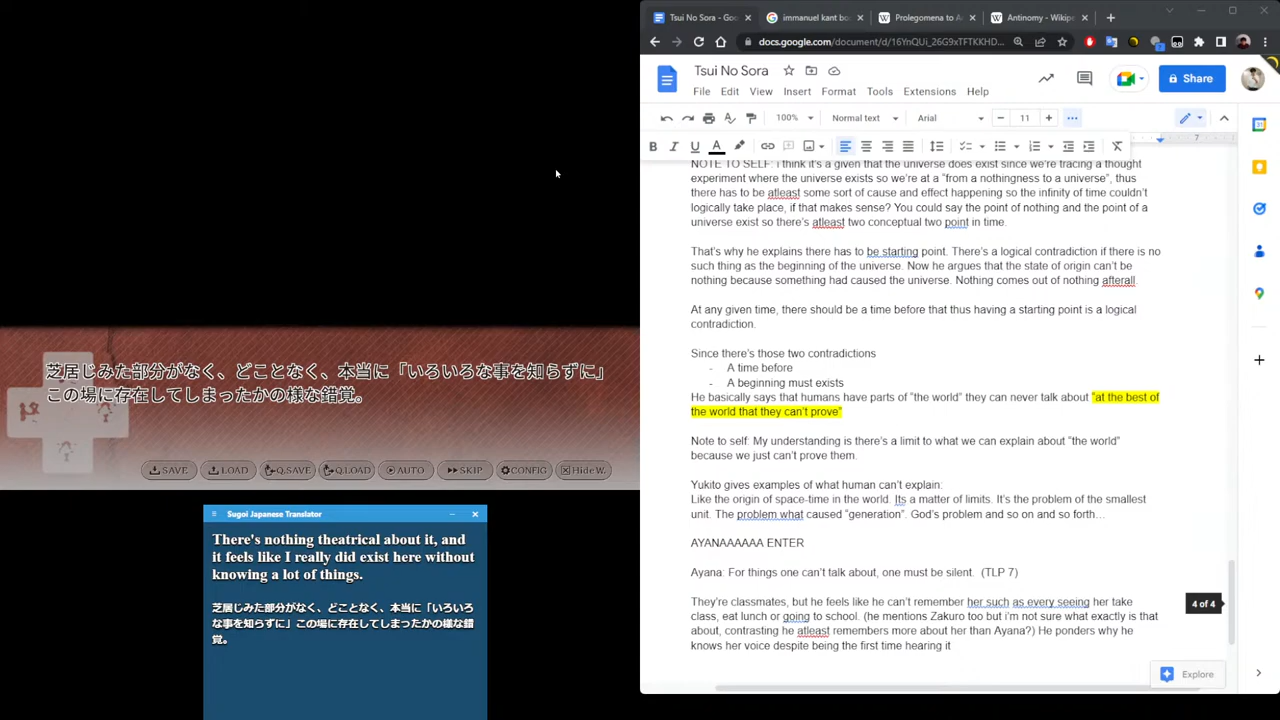 芝居じみた部分がなく、どことなく、本当に「いろいろな事を知らずに」
この場に存在してしまったかの様な錯覚。
SAVE
LOAD
Q.SAVE
Q.LOAD
AUTO
SKIP
CONFIG
Hide W.
Sugoi Japanese Translator
There's nothing theatrical about it, and
it feels like I really did exist here without
knowing a lot of things.
芝居じみた部分がなく、どことなく、本当に「いろいろ
な事を知らずに」この場に存在してしまったかの様な錯
覚。
Tsui No Sora - Goo
immanuel kant bo
Prolegomena to A
Antinomy - Wikipe
docs.google.com/document/d/16YnQUi_26G9xTFTKKHD...
Tsui No Sora
File Edit View Insert Format Tools Extensions Help
Share
100%
Normal text
Arial
11
7
NOTE TO SELF: i think it's a given that the universe does exist since we're tracing a thought
experiment where the universe exists so we're at a “from a nothingness to a universe”, thus
there has to be atleast some sort of cause and effect happening so the infinity of time couldn't
logically take place, if that makes sense? You could say the point of nothing and the point of a
universe exist so there's atleast two conceptual two point in time.
That's why he explains there has to be starting point. There's a logical contradiction if there is no
such thing as the beginning of the universe. Now he argues that the state of origin can't be
nothing because something had caused the universe. Nothing comes out of nothing afterall.
At any given time, there should be a time before that thus having a starting point is a logical
contradiction.
Since there's those two contradictions
- A time before
- A beginning must exists
He basically says that humans have parts of “the world” they can never talk about “at the best of
the world that they can't prove”
Note to self: My understanding is there's a limit to what we can explain about “the world”
because we just can't prove them.
Yukito gives examples of what human can't explain:
Like the origin of space-time in the world. Its a matter of limits. It's the problem of the smallest
unit. The problem what caused “generation”. God's problem and so on and so forth…
AYANAAAAAA ENTER
Ayana: For things one can't talk about, one must be silent. (TLP 7)
They're classmates, but he feels like he can't remember her such as every seeing her take
class, eat lunch or going to school. (he mentions Zakuro too but i'm not sure what exactly is that
about, contrasting he atleast remembers more about her than Ayana?) He ponders why he
knows her voice despite being the first time hearing it
4 of 4
Explore